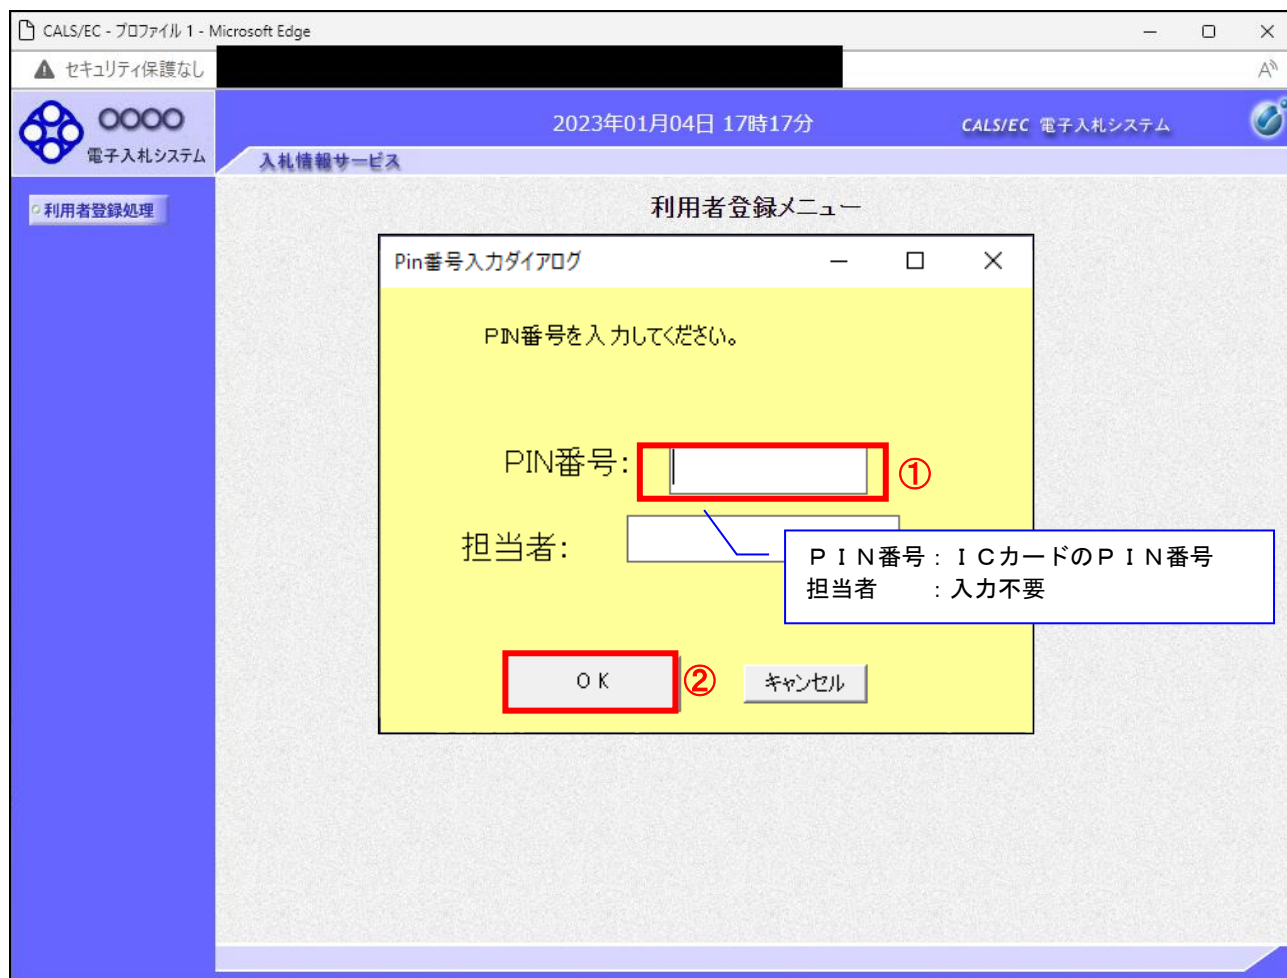 CALS/EC - プロファイル 1 - Microsoft Edge
セキュリティ保護なし
〇〇〇〇
電子入札システム
2023年01月04日 17時17分
CALS/EC 電子入札システム
入札情報サービス
利用者登録処理
利用者登録メニュー
Pin番号入力ダイアログ
PIN番号を入力してください。
PIN番号:
①
担当者:
ＰＩＮ番号：ＩＣカードのＰＩＮ番号
担当者　　：入力不要
ＯＫ
②
キャンセル